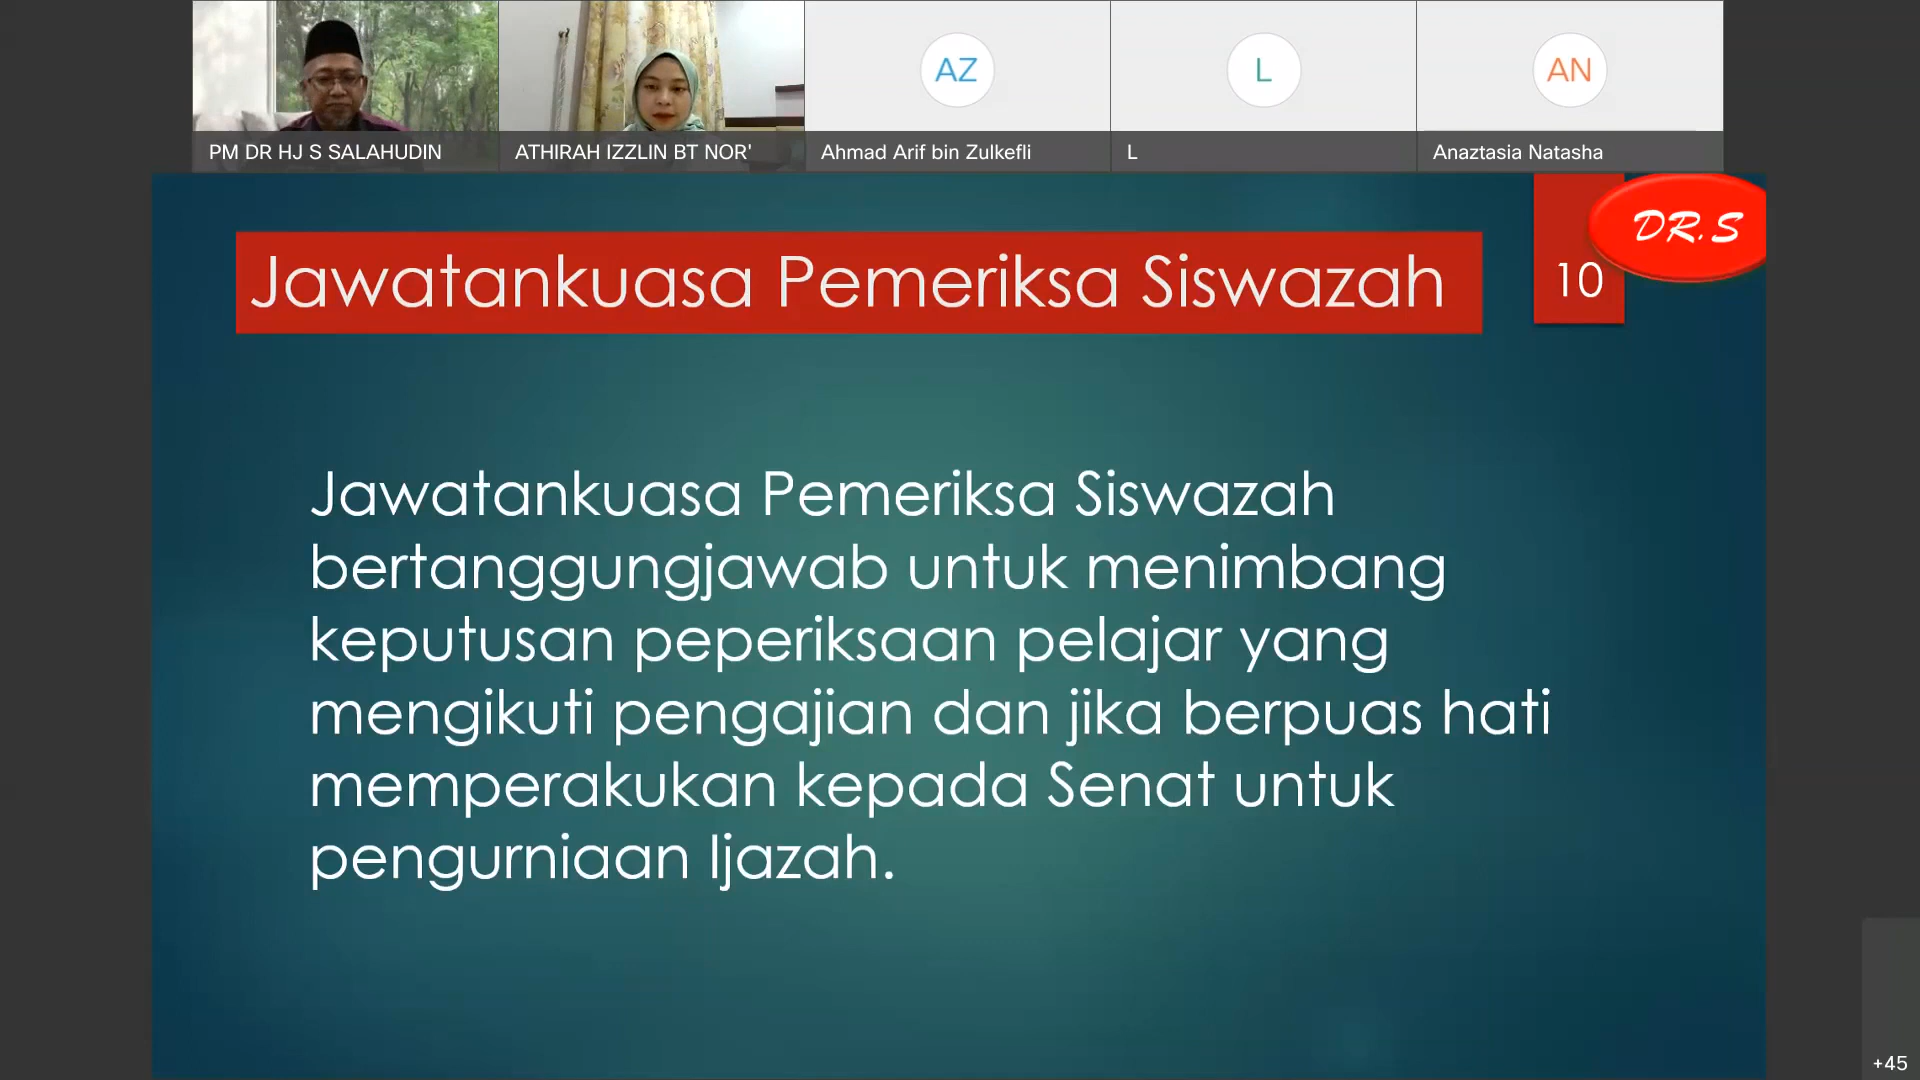 AZ
L
AN
PM DR HJ S SALAHUDIN
ATHIRAH IZZLIN BT NOR'
Ahmad Arif bin Zulkefli
L
Anaztasia Natasha
DR.S
Jawatankuasa Pemeriksa Siswazah
10
Jawatankuasa Pemeriksa Siswazah
bertanggungjawab untuk menimbang
keputusan peperiksaan pelajar yang
mengikuti pengajian dan jika berpuas hati
memperakukan kepada Senat untuk
pengurniaan Ijazah.
+45